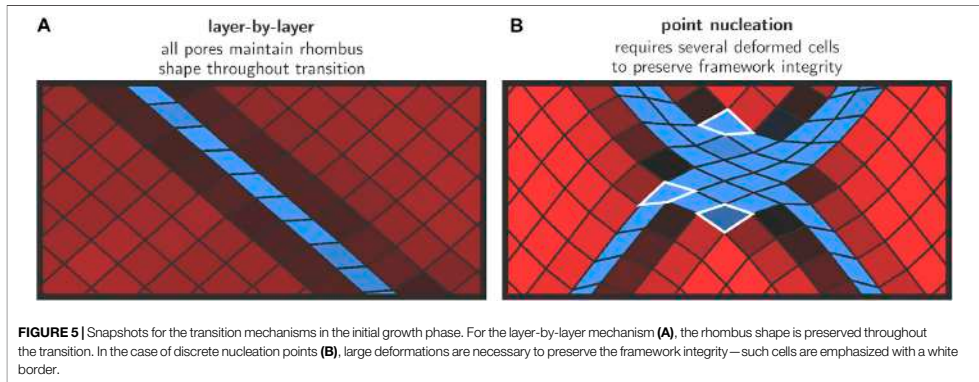 A
layer-by-layer
all pores maintain rhombus
shape throughout transition
B
point nucleation
requires several deformed cells
to preserve framework integrity
FIGURE 5 | Snapshots for the transition mechanisms in the initial growth phase. For the layer-by-layer mechanism (A), the rhombus shape is preserved throughout
the transition. In the case of discrete nucleation points (B), large deformations are necessary to preserve the framework integrity—such cells are emphasized with a white
border.